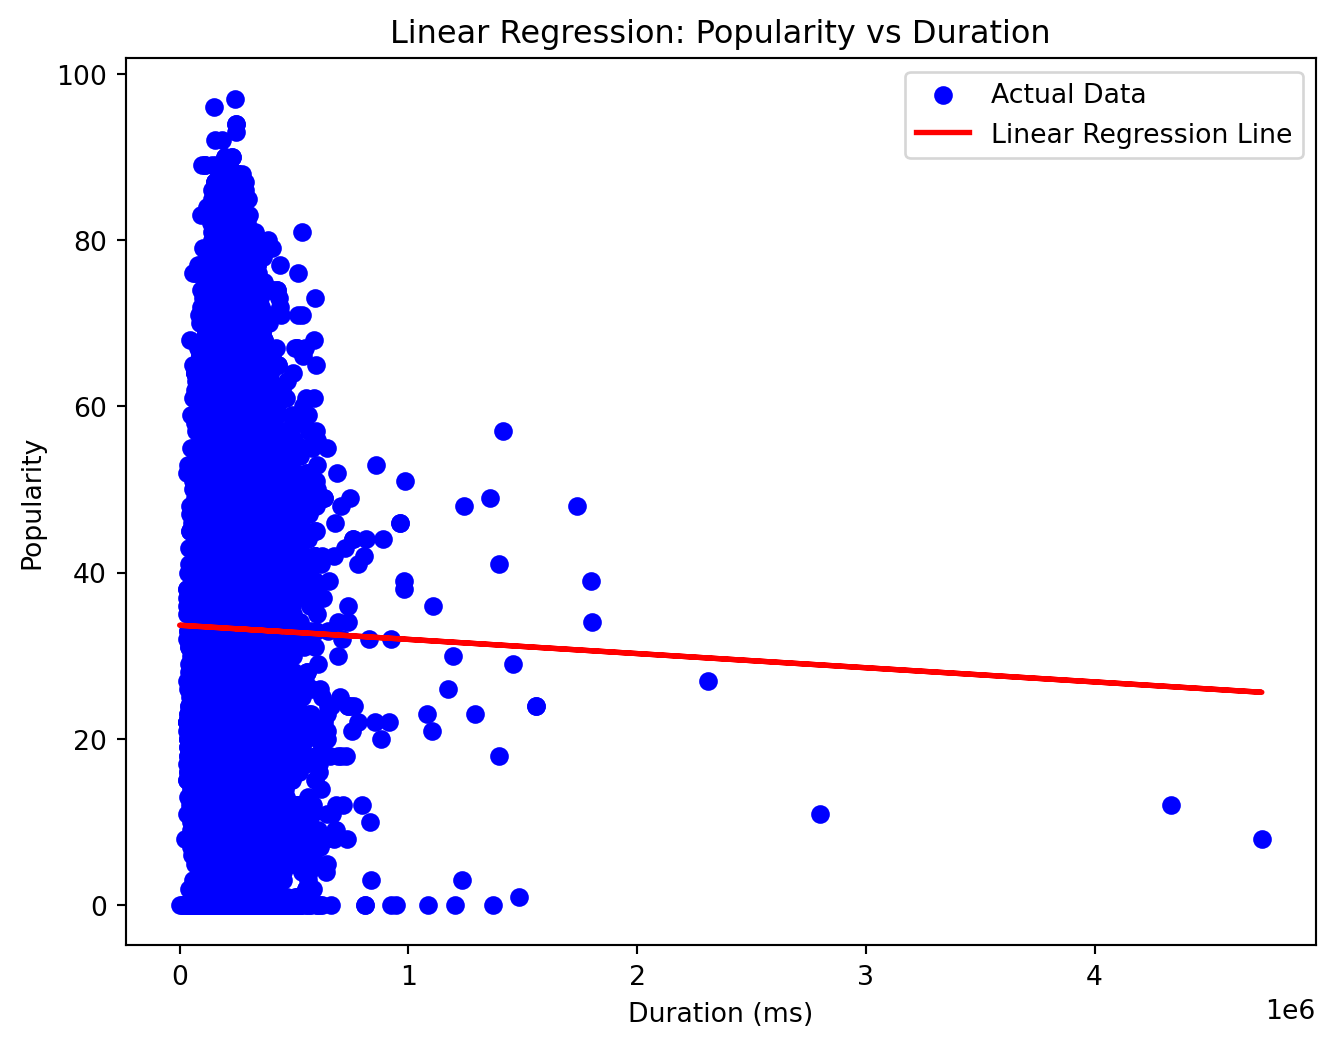 Linear Regression: Popularity vs Duration
Actual Data
Linear Regression Line
Popularity
100
80
60
40
20
0
0 1 2 3 4
1e6
Duration (ms)